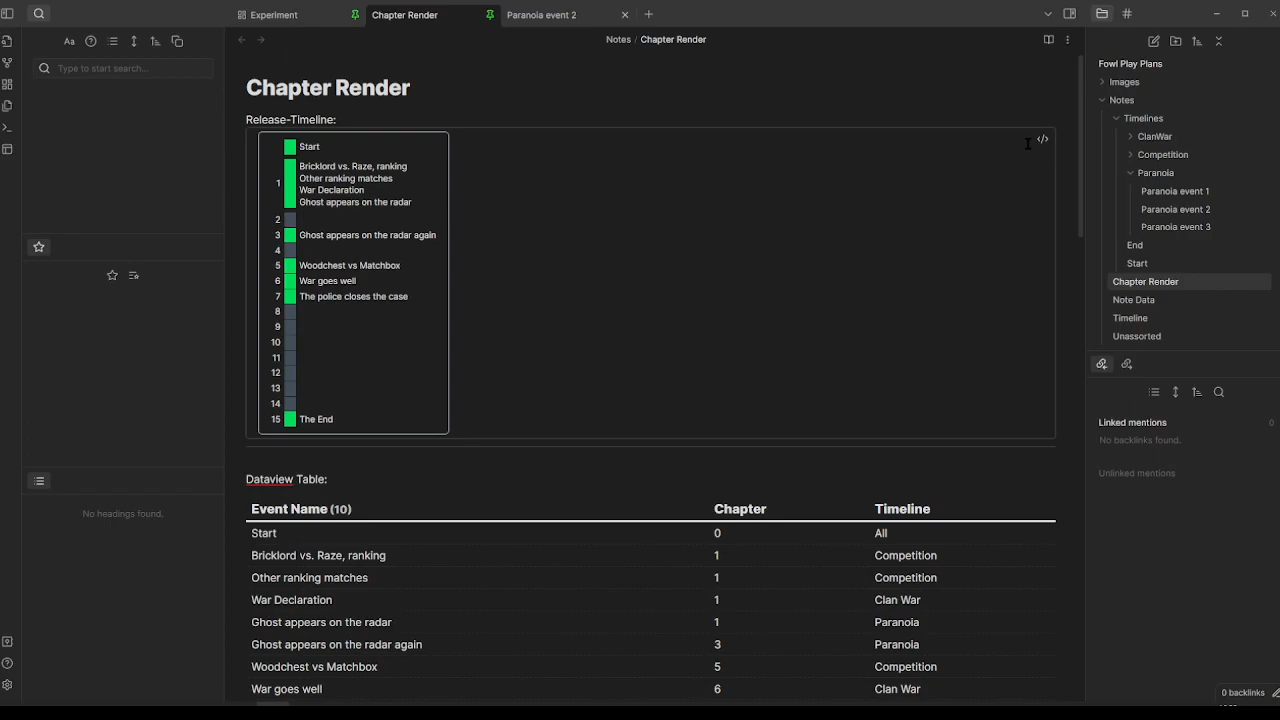 Experiment
Chapter Render
Paranoia event 2
Aa
Type to start search...
No headings found.
Notes / Chapter Render
Chapter Render
Release-Timeline:
Start
1
Bricklord vs. Raze, ranking
Other ranking matches
War Declaration
Ghost appears on the radar
2
3 Ghost appears on the radar again
4
5 Woodchest vs Matchbox
6 War goes well
7 The police closes the case
8
9
10
11
12
13
14
15 The End
</>
Dataview Table:
Event Name (10) Chapter Timeline
Start 0 All
Bricklord vs. Raze, ranking 1 Competition
Other ranking matches 1 Competition
War Declaration 1 Clan War
Ghost appears on the radar 1 Paranoia
Ghost appears on the radar again 3 Paranoia
Woodchest vs Matchbox 5 Competition
War goes well 6 Clan War
Fowl Play Plans
Images
Notes
Timelines
ClanWar
Competition
Paranoia
Paranoia event 1
Paranoia event 2
Paranoia event 3
End
Start
Chapter Render
Note Data
Timeline
Unassorted
Linked mentions 0
No backlinks found.
Unlinked mentions
0 backlinks